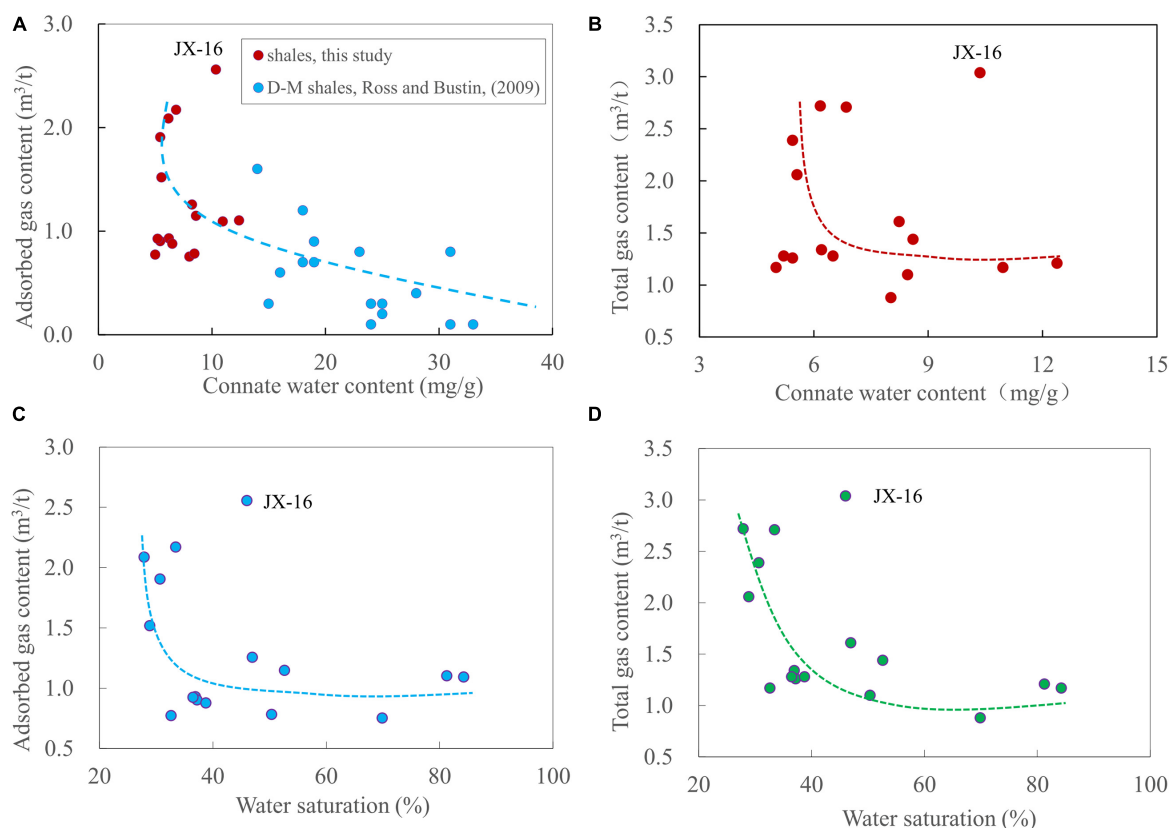 A
3.0
2.0
1.0
0.0
Adsorbed gas content (m³/t)
JX-16
shales, this study
D-M shales, Ross and Bustin, (2009)
0 10 20 30 40
Connate water content (mg/g)
B
3.5
3.0
2.5
2.0
1.5
1.0
0.5
Total gas content（m³/t）
JX-16
3 6 9 12 15
Connate water content（mg/g）
C
3.0
2.5
2.0
1.5
1.0
0.5
Adsorbed gas content (m³/t)
JX-16
20 40 60 80 100
Water saturation (%)
D
3.5
3.0
2.5
2.0
1.5
1.0
0.5
Total gas content (m³/t)
JX-16
20 40 60 80 100
Water saturation (%)